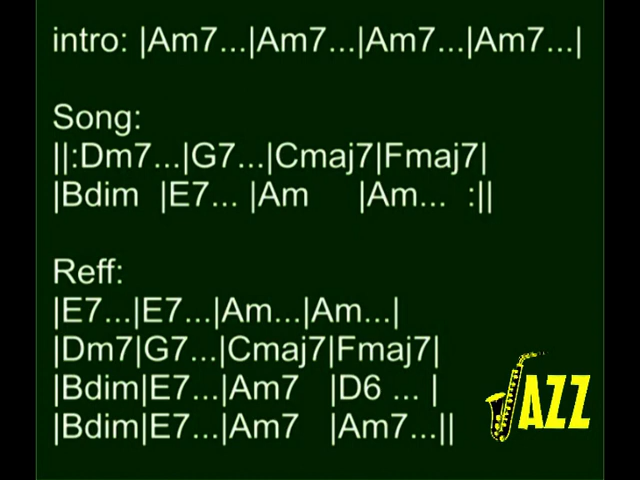 intro: |Am7...|Am7...|Am7...|Am7...|
Song:
||:Dm7...|G7...|Cmaj7|Fmaj7|
|Bdim |E7... |Am |Am... :||
Reff:
|E7...|E7...|Am...|Am...|
|Dm7|G7...|Cmaj7|Fmaj7|
|Bdim|E7...|Am7 |D6 ... |
|Bdim|E7...|Am7 |Am7...||
JAZZ